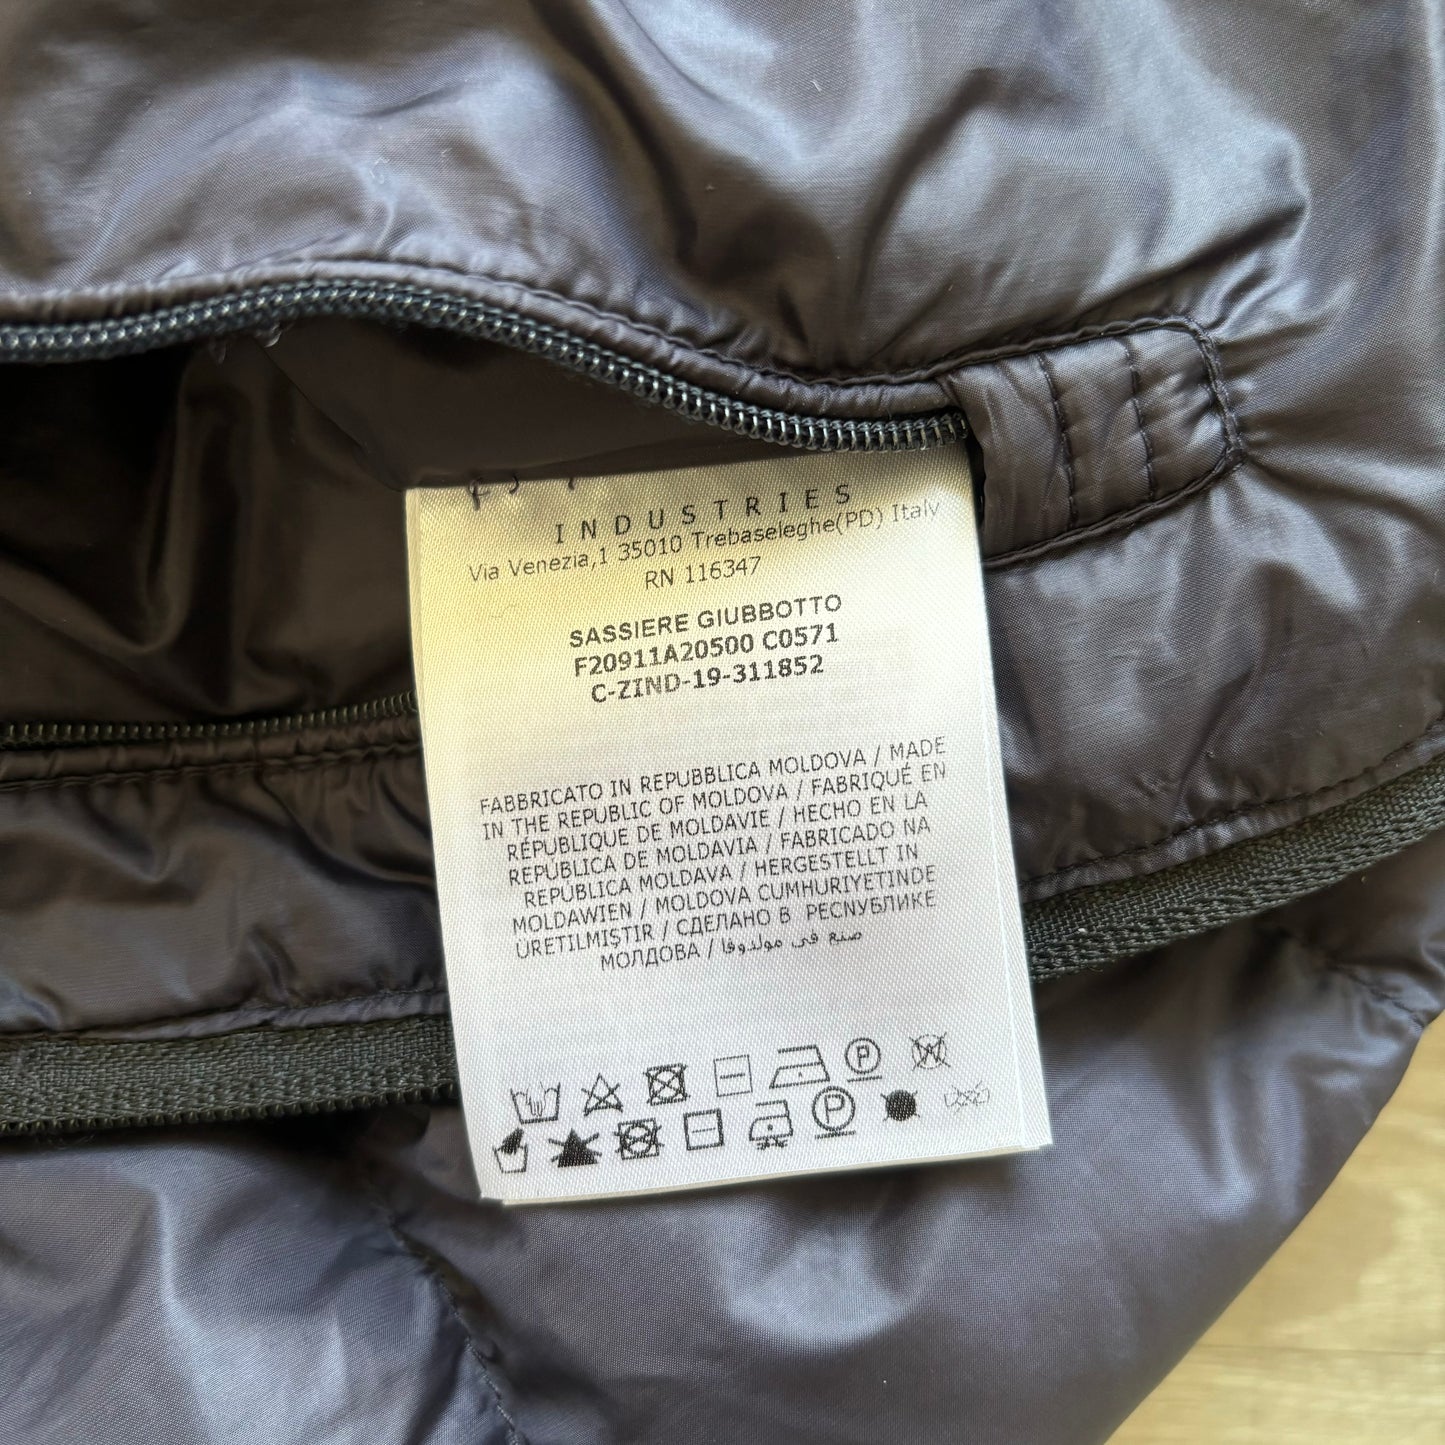 INDUSTRIES
Via Venezia,1 35010 Trebaseleghe(PD) Italy
RN 116347
SASSIERE GIUBBOTTO
F20911A20500 C0571
C-ZIND-19-311852
FABBRICATO IN REPUBBLICA MOLDOVA / MADE
IN THE REPUBLIC OF MOLDOVA / FABRIQUÉ EN
RÉPUBLIQUE DE MOLDAVIE / HECHO EN LA
REPÚBLICA DE MOLDAVIA / FABRICADO NA
REPÚBLICA MOLDAVA / HERGESTELLT IN
MOLDAWIEN / MOLDOVA CUMHURIYETINDE
ÜRETILMIŞTIR / СДЕЛАНО В РЕСПУБЛИКЕ
МОЛДОВА / صنع في مولدوفا
P W
P